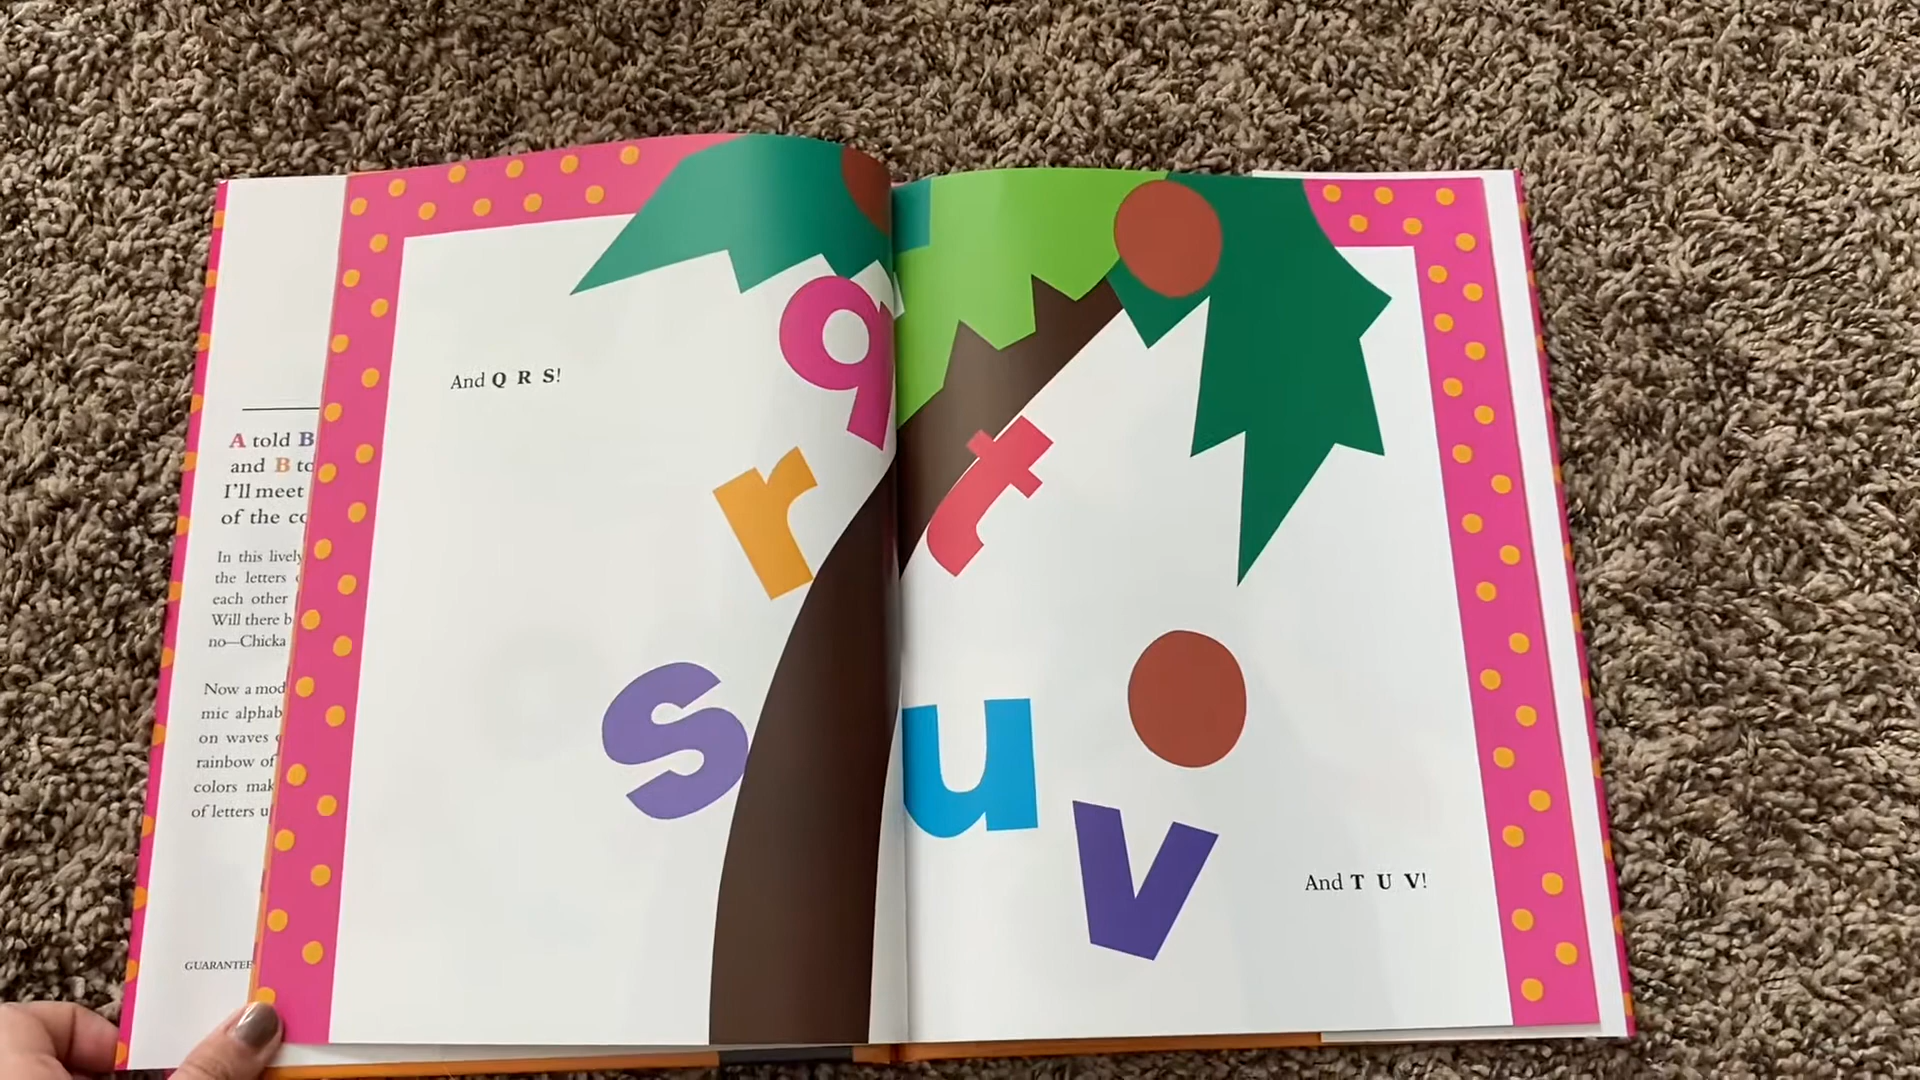 A told B
and B to
I'll meet
of the co
In this lively
the letters
each other
Will there b
no—Chicka
Now a mod
mic alphab
on waves
rainbow of
colors mak
of letters u
GUARANTEE
And Q R S!
q
r
s
t
u
v
And T U V!